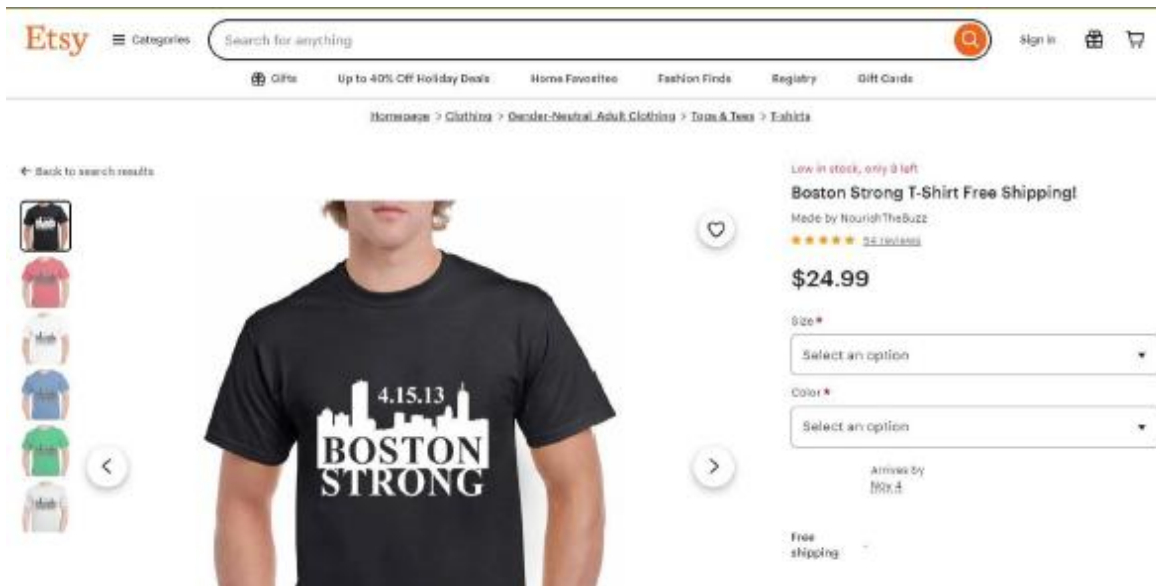 Etsy
Categories
Search for anything
Sign in
Gifts
Up to 40% Off Holiday Deals
Home Favorites
Fashion Finds
Registry
Gift Cards
Homepage > Clothing > Gender-Neutral Adult Clothing > Tops & Tees > T-shirts
← Back to search results
Low in stock, only 8 left
Boston Strong T-Shirt Free Shipping!
Made by NourishTheBuzz
54 reviews
$24.99
Size *
Select an option
Color *
Select an option
Arrives by
Nov 4
Free
shipping
4.15.13
BOSTON
STRONG